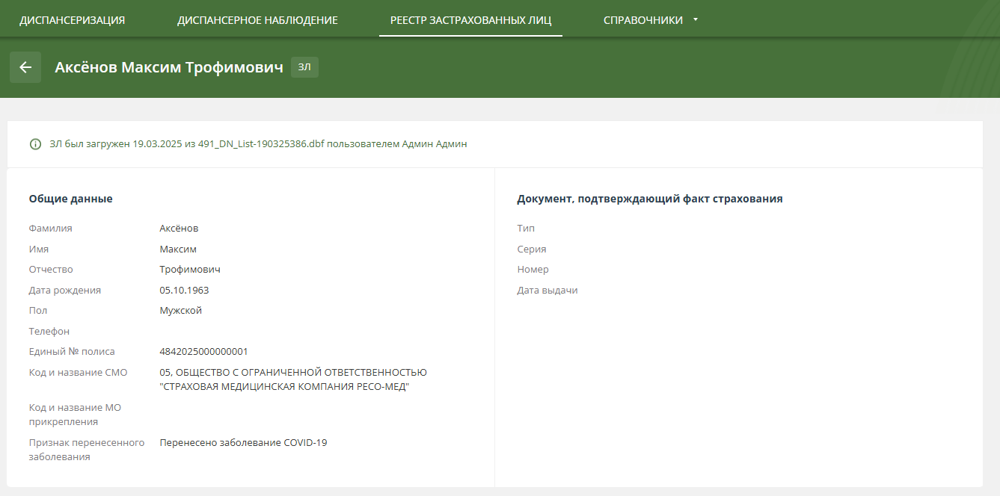 ДИСПАНСЕРИЗАЦИЯ ДИСПАНСЕРНОЕ НАБЛЮДЕНИЕ РЕЕСТР ЗАСТРАХОВАННЫХ ЛИЦ СПРАВОЧНИКИ
Аксёнов Максим Трофимович ЗЛ
ЗЛ был загружен 19.03.2025 из 491_DN_List-190325386.dbf пользователем Админ Админ
Общие данные
Фамилия Аксёнов
Имя Максим
Отчество Трофимович
Дата рождения 05.10.1963
Пол Мужской
Телефон
Единый № полиса 4842025000000001
Код и название СМО 05, ОБЩЕСТВО С ОГРАНИЧЕННОЙ ОТВЕТСТВЕННОСТЬЮ
"СТРАХОВАЯ МЕДИЦИНСКАЯ КОМПАНИЯ РЕСО-МЕД"
Код и название МО
прикрепления
Признак перенесенного Перенесено заболевание COVID-19
заболевания
Документ, подтверждающий факт страхования
Тип
Серия
Номер
Дата выдачи